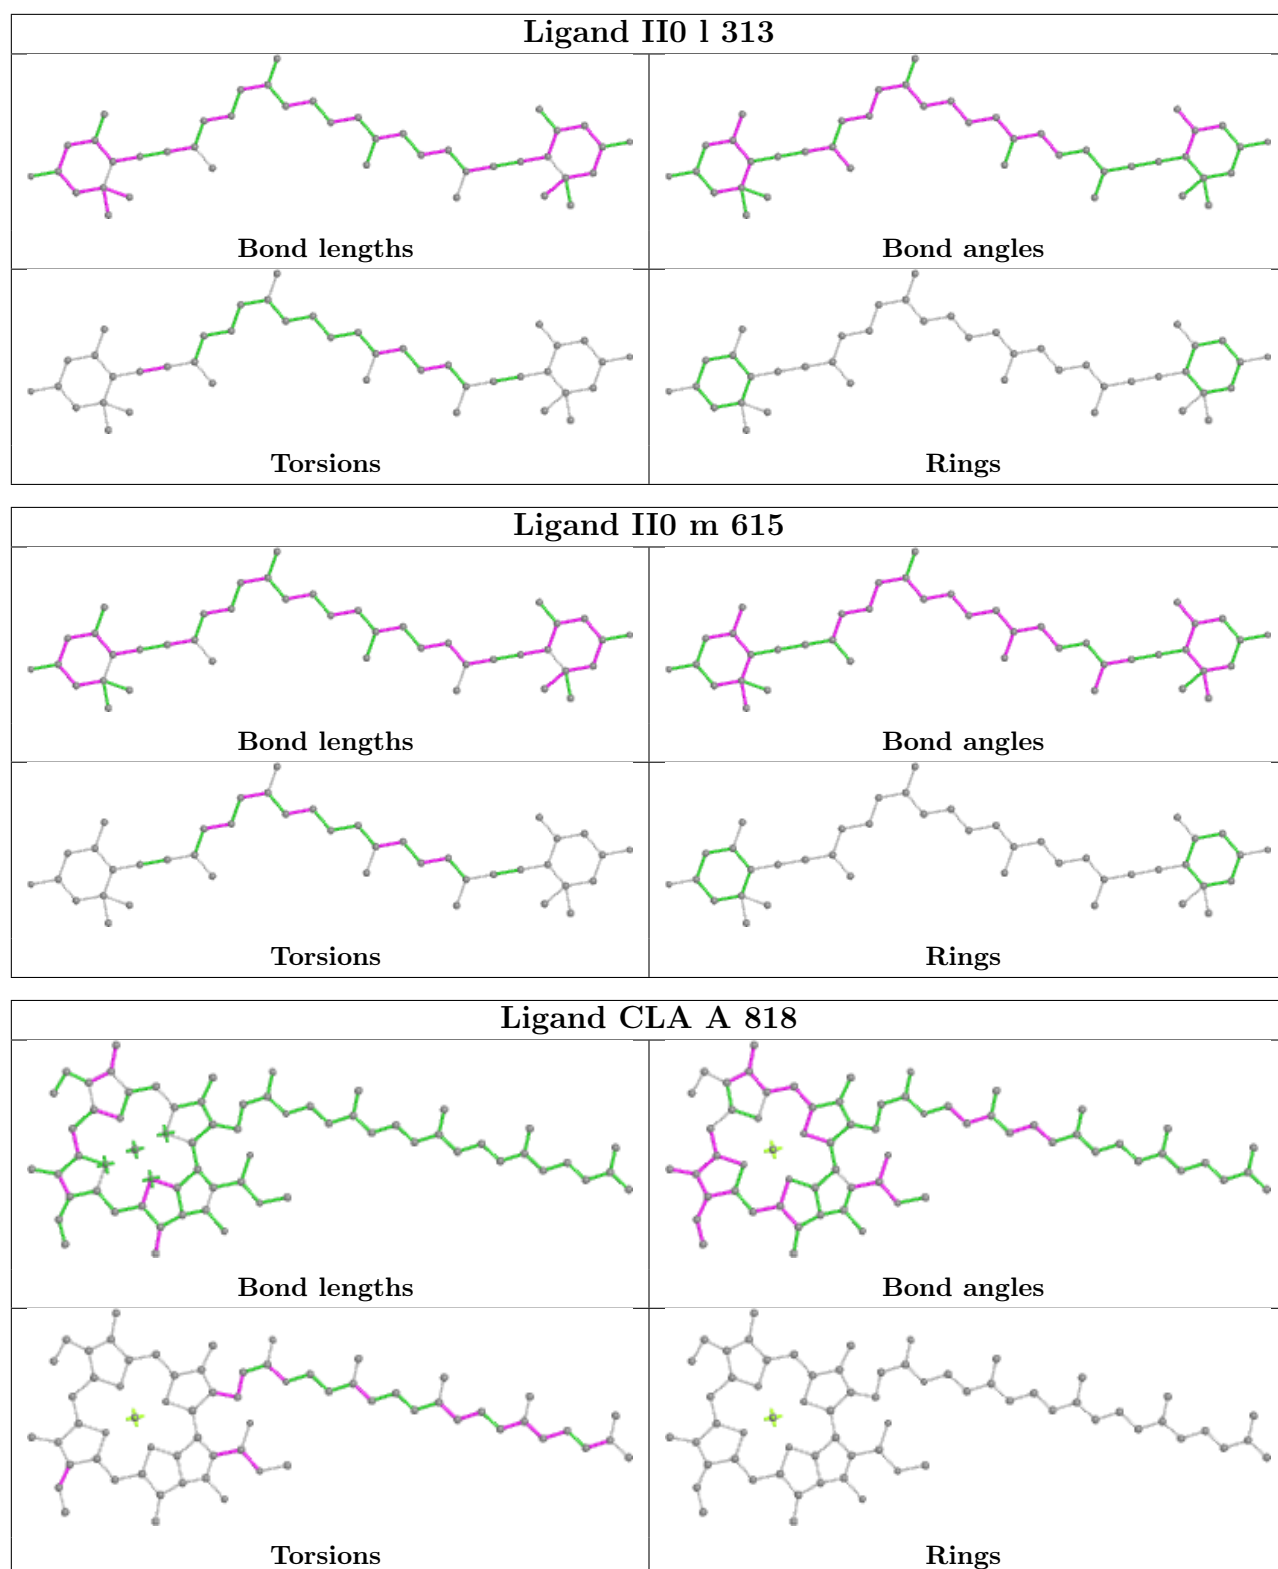 Ligand II0 l 313
Bond lengths
Bond angles
Torsions
Rings
Ligand II0 m 615
Bond lengths
Bond angles
Torsions
Rings
Ligand CLA A 818
Bond lengths
Bond angles
Torsions
Rings